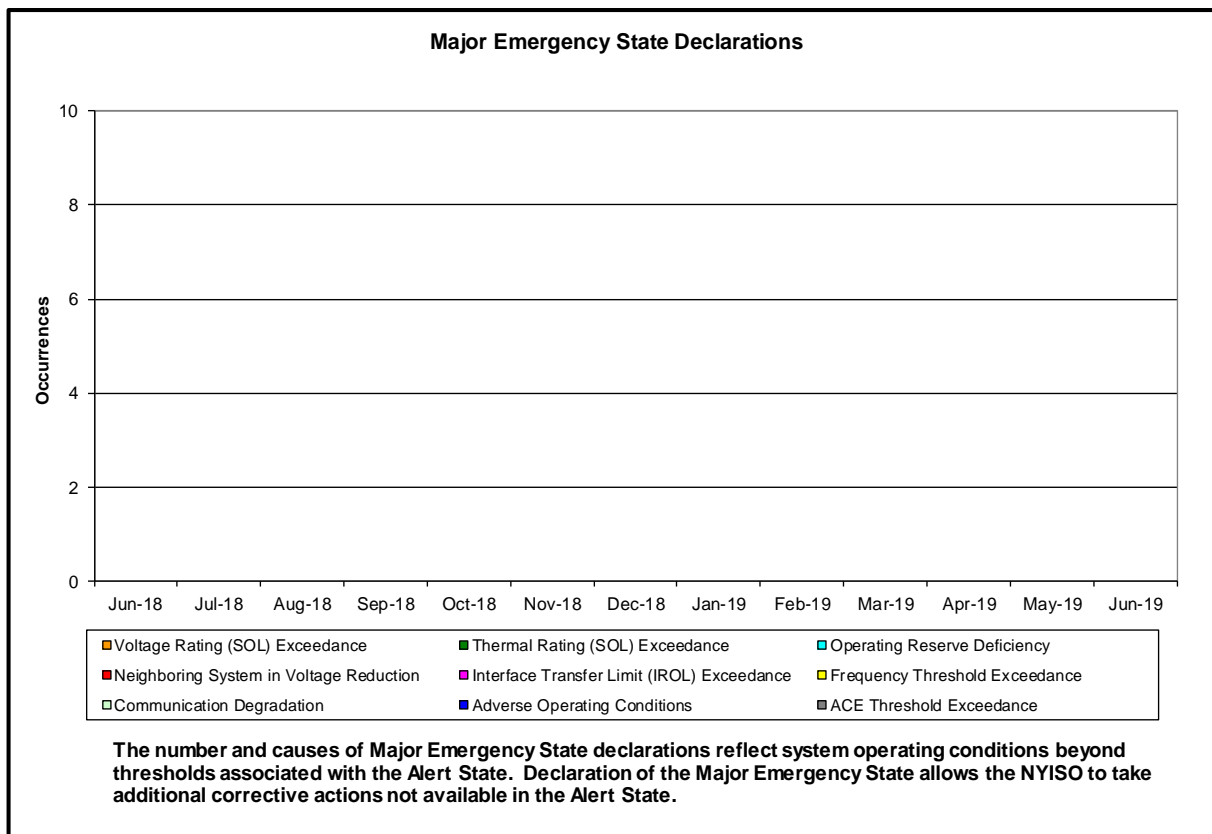 Major Emergency State Declarations
10
8
6
4
2
0
Occurrences
Jun-18 Jul-18 Aug-18 Sep-18 Oct-18 Nov-18 Dec-18 Jan-19 Feb-19 Mar-19 Apr-19 May-19 Jun-19
Voltage Rating (SOL) Exceedance Thermal Rating (SOL) Exceedance Operating Reserve Deficiency
Neighboring System in Voltage Reduction Interface Transfer Limit (IROL) Exceedance Frequency Threshold Exceedance
Communication Degradation Adverse Operating Conditions ACE Threshold Exceedance
The number and causes of Major Emergency State declarations reflect system operating conditions beyond
thresholds associated with the Alert State.  Declaration of the Major Emergency State allows the NYISO to take
additional corrective actions not available in the Alert State.